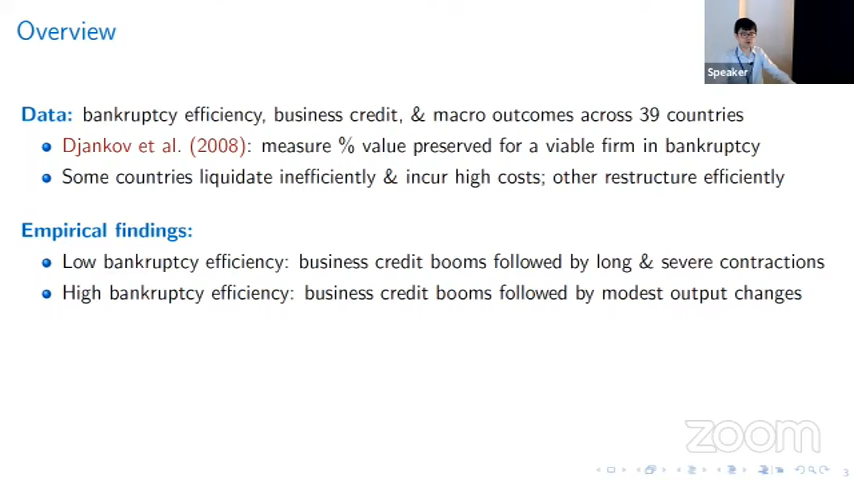 Overview
Speaker
Data: bankruptcy efficiency, business credit, & macro outcomes across 39 countries
Djankov et al. (2008): measure % value preserved for a viable firm in bankruptcy
Some countries liquidate inefficiently & incur high costs; other restructure efficiently
Empirical findings:
Low bankruptcy efficiency: business credit booms followed by long & severe contractions
High bankruptcy efficiency: business credit booms followed by modest output changes
zoom
3